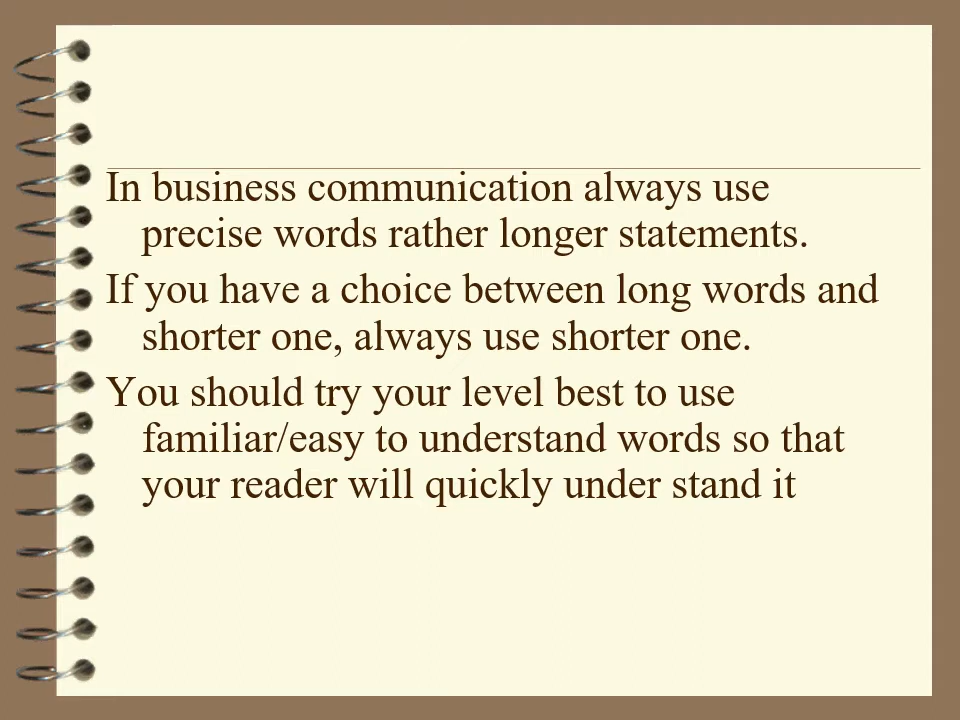 In business communication always use
precise words rather longer statements.
If you have a choice between long words and
shorter one, always use shorter one.
You should try your level best to use
familiar/easy to understand words so that
your reader will quickly under stand it